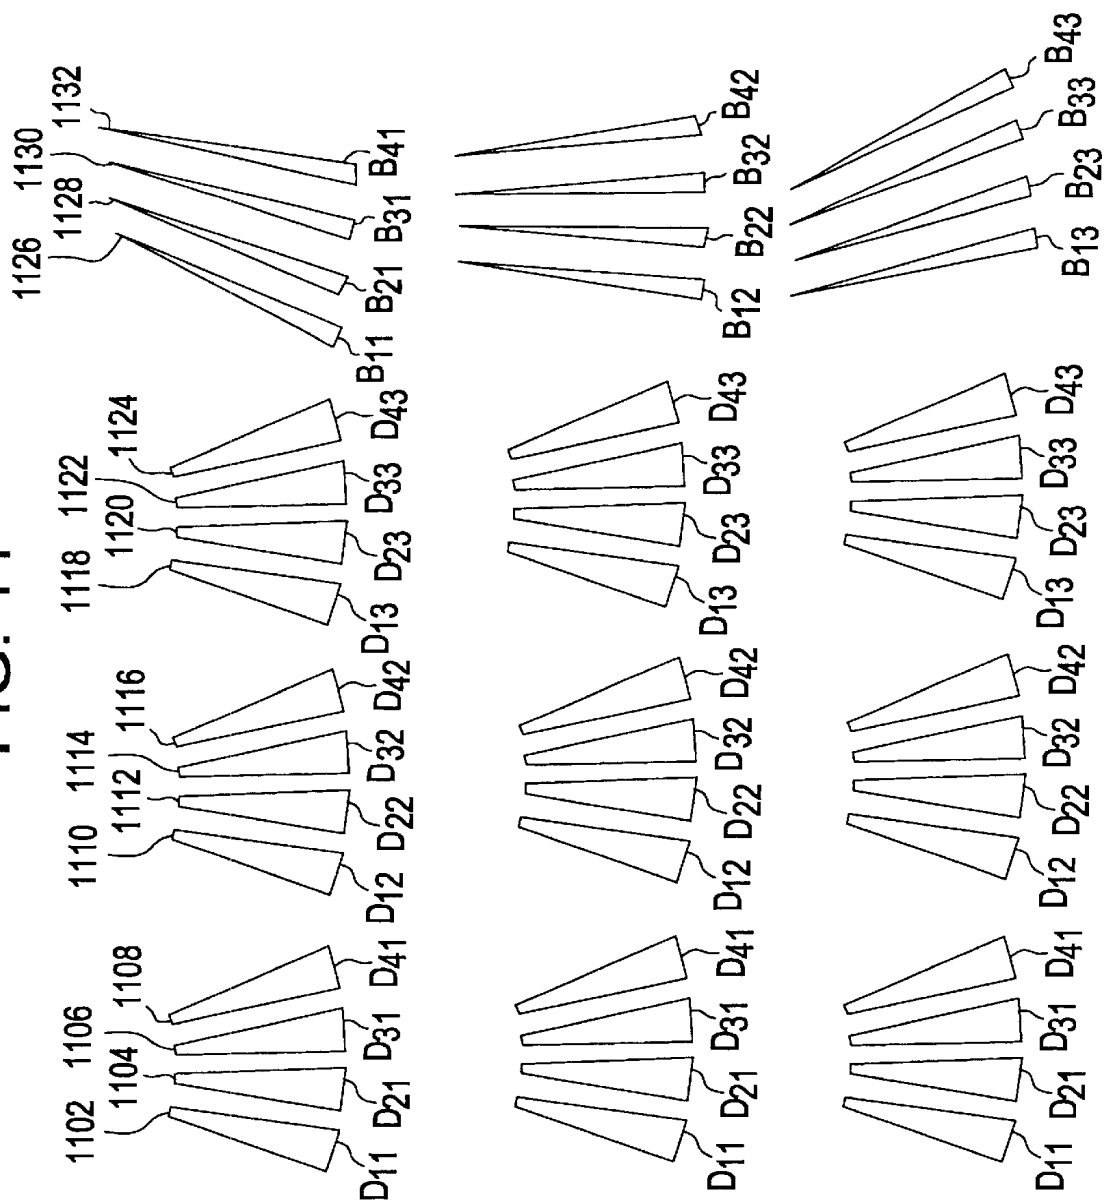 FIG. 11
1102 1104 1106 1108 1110 1112 1114 1116 1118 1120 1122 1124 1126 1128 1130 1132
D11 D21 D31 D41 D12 D22 D32 D42 D13 D23 D33 D43 B11 B21 B31 B41
D11 D21 D31 D41 D12 D22 D32 D42 D13 D23 D33 D43 B12 B22 B32 B42
D11 D21 D31 D41 D12 D22 D32 D42 D13 D23 D33 D43 B13 B23 B33 B43